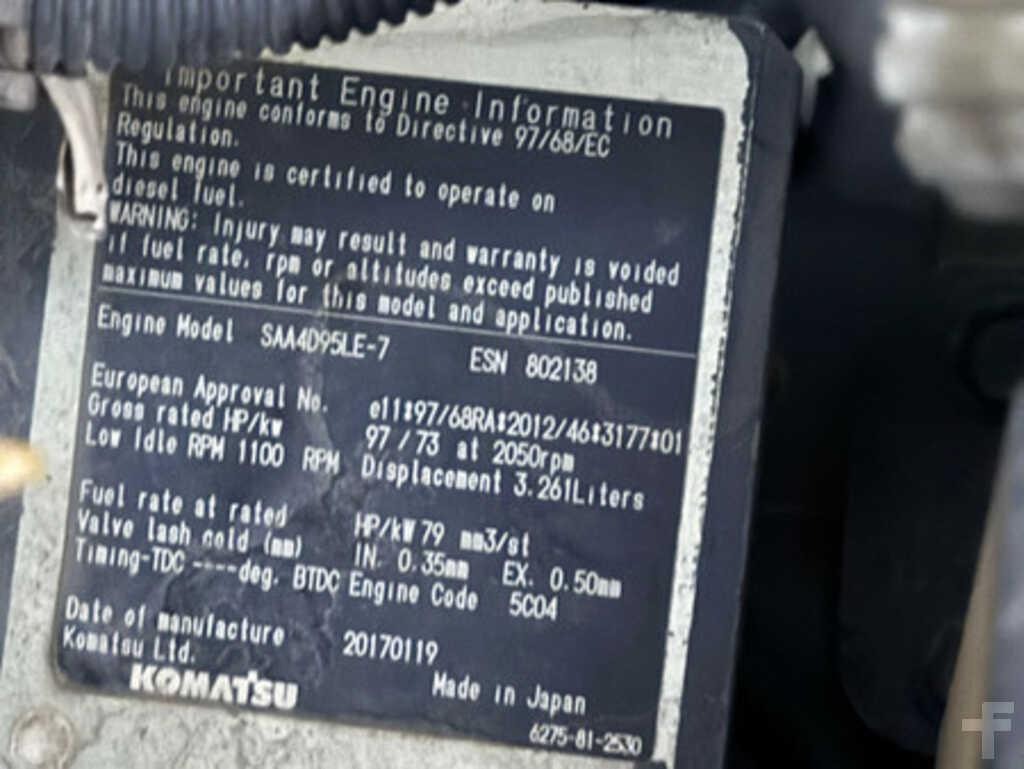 Important Engine Information
This engine conforms to Directive 97/68/EC
Regulation.
This engine is certified to operate on
diesel fuel.
WARNING: Injury may result and warranty is voided
if fuel rate, rpm or altitudes exceed published
maximum values for this model and application.
Engine Model SAA4D95LE-7 ESN 802138
European Approval No. e11*97/68RA*2012/46*3177*01
Gross rated HP/kw 97 / 73 at 2050rpm
Low Idle RPM 1100 RPM Displacement 3.261Liters
Fuel rate at rated HP/kW 79 mm3/st
Valve lash cold (mm) IN. 0.35mm EX. 0.50mm
Timing-TDC ----deg. BTDC Engine Code 5C04
Date of manufacture 20170119
Komatsu Ltd.
KOMATSU Made in Japan
6275-81-2530